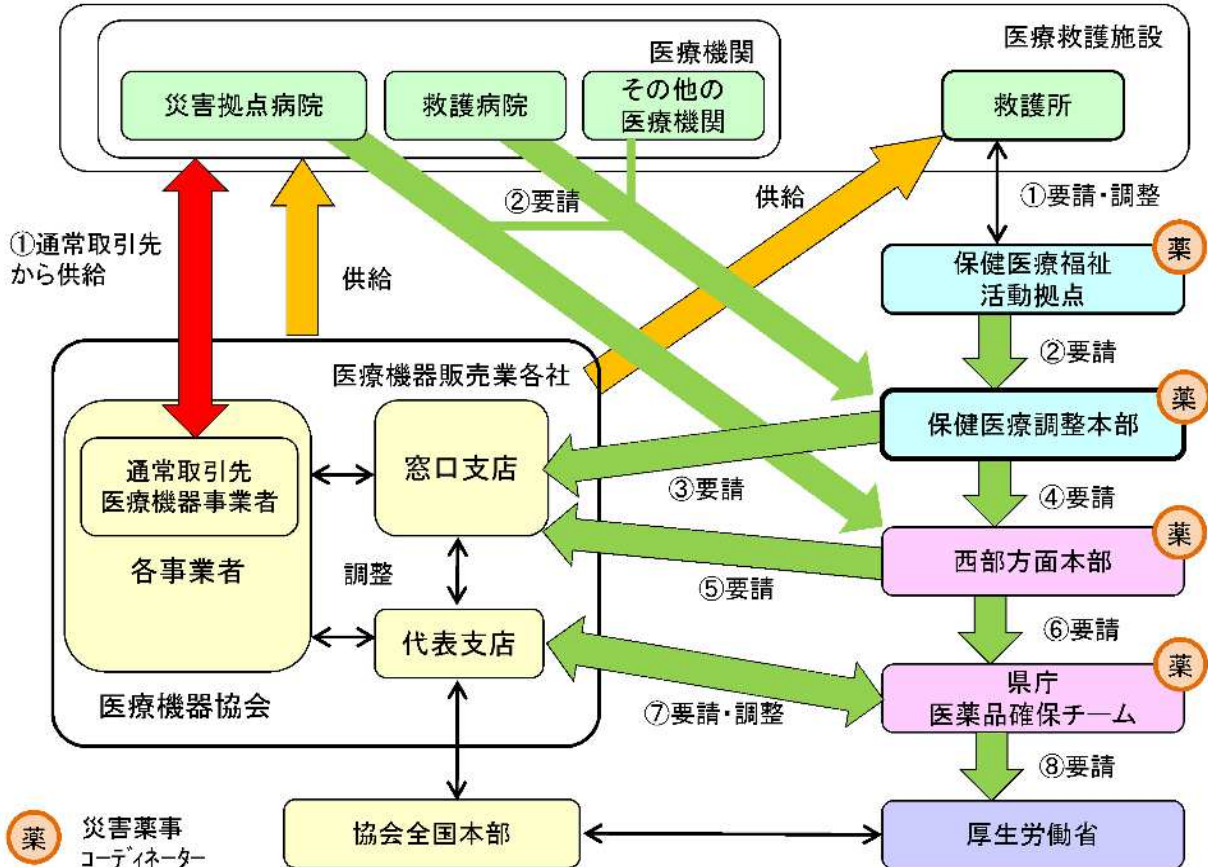 医療救護施設
医療機関
災害拠点病院
救護病院
その他の
医療機関
救護所
②要請
供給
①要請・調整
①通常取引先
から供給
供給
保健医療福祉
活動拠点
薬
②要請
医療機器販売業各社
保健医療調整本部
薬
通常取引先
医療機器事業者
窓口支店
③要請
④要請
各事業者
調整
西部方面本部
薬
⑤要請
⑥要請
代表支店
県庁
医薬品確保チーム
薬
医療機器協会
⑦要請・調整
⑧要請
薬
災害薬事
コーディネーター
協会全国本部
厚生労働省